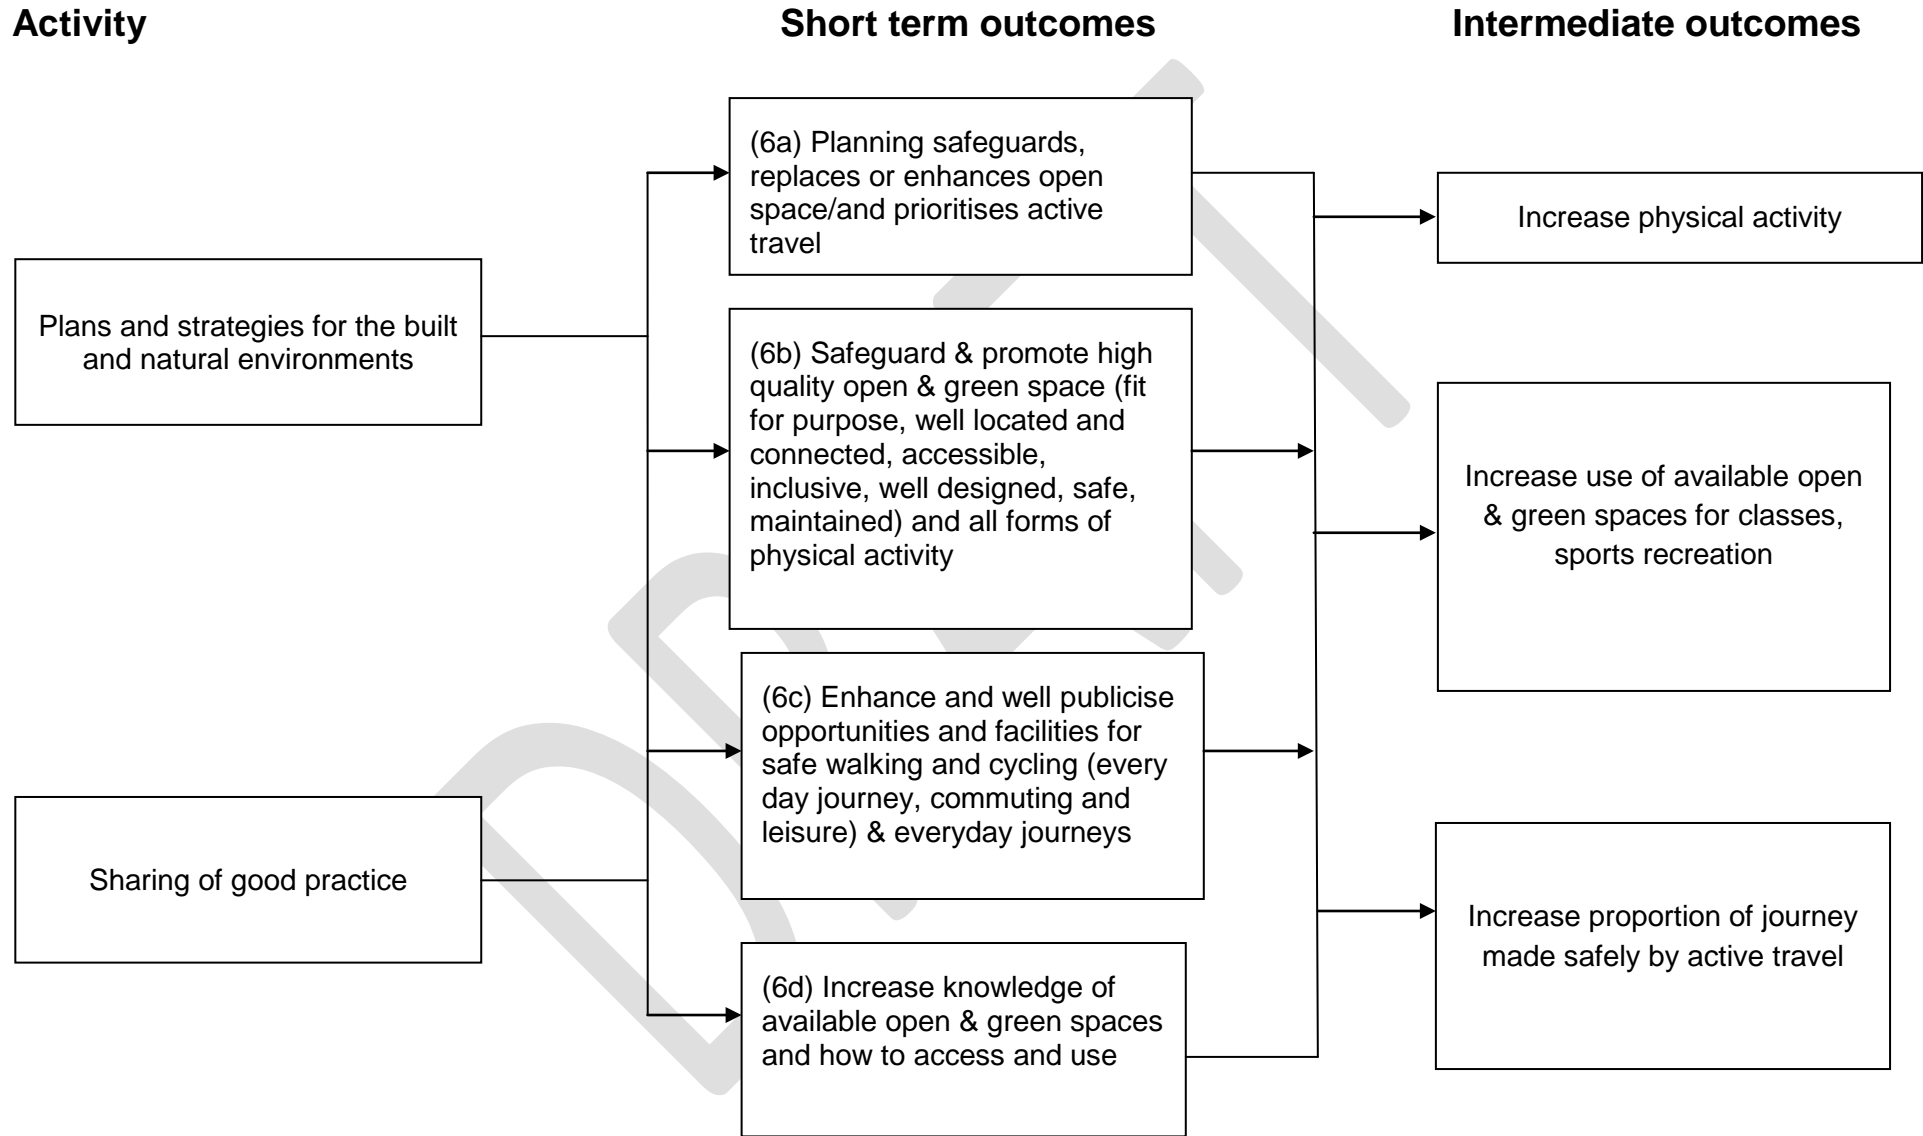 Activity
Short term outcomes
Intermediate outcomes
Plans and strategies for the built
and natural environments
Sharing of good practice
(6a) Planning safeguards,
replaces or enhances open
space/and prioritises active
travel
(6b) Safeguard & promote high
quality open & green space (fit
for purpose, well located and
connected, accessible,
inclusive, well designed, safe,
maintained) and all forms of
physical activity
(6c) Enhance and well publicise
opportunities and facilities for
safe walking and cycling (every
day journey, commuting and
leisure) & everyday journeys
(6d) Increase knowledge of
available open & green spaces
and how to access and use
Increase physical activity
Increase use of available open
& green spaces for classes,
sports recreation
Increase proportion of journey
made safely by active travel
DRAFT